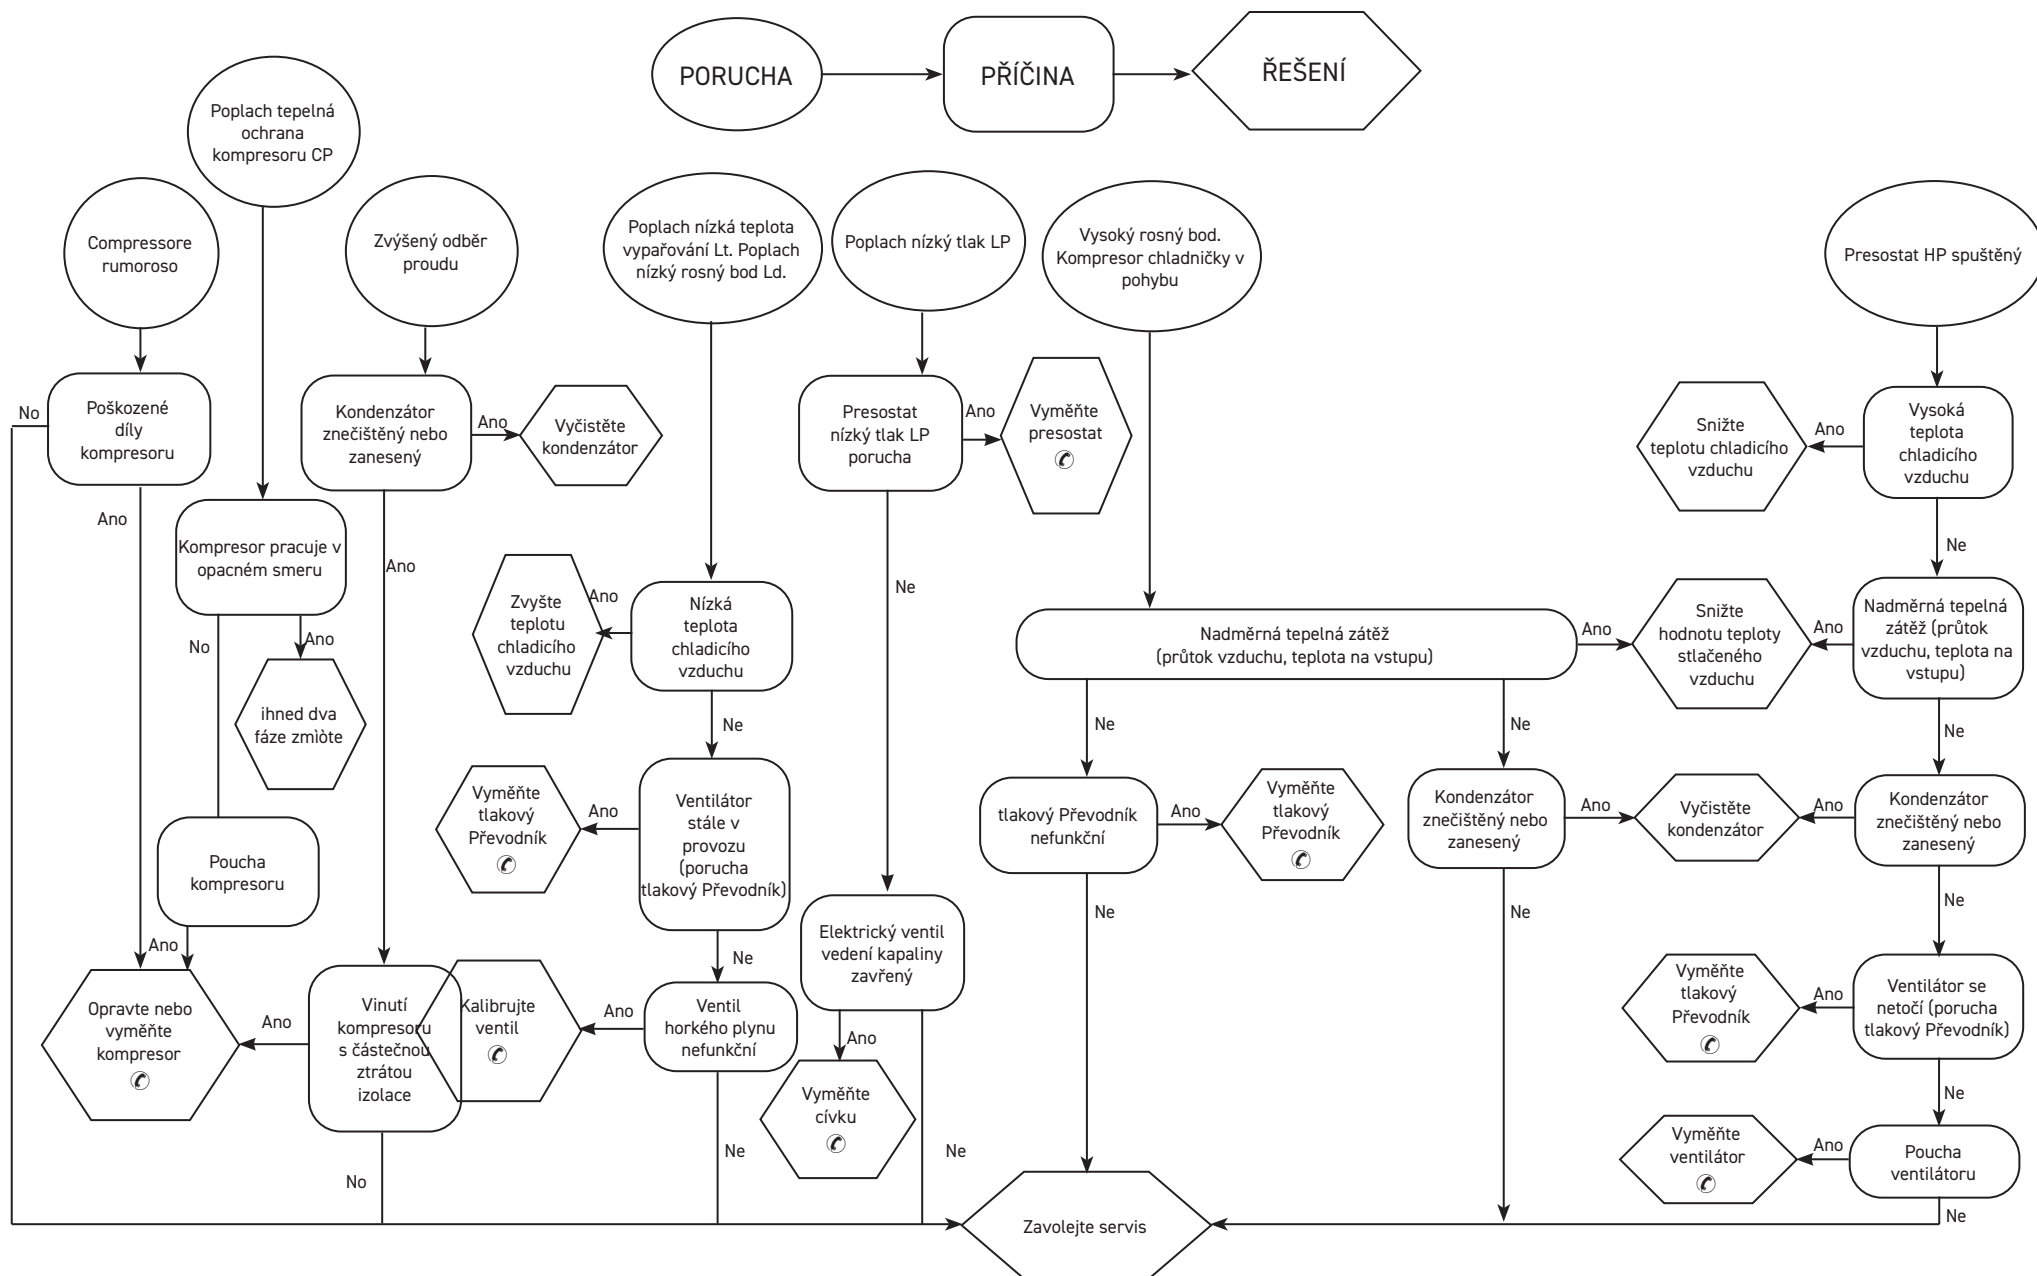 PORUCHA
PŘÍČINA
ŘEŠENÍ
Poplach tepelná
ochrana
kompresoru CP
Compressore
rumoroso
Zvýšený odběr
proudu
Poplach nízká teplota
vypařování Lt. Poplach
nízký rosný bod Ld.
Poplach nízký tlak LP
Vysoký rosný bod.
Kompresor chladničky v
pohybu
Presostat HP spuštěný
No
Poškozené
díly
kompresoru
Kondenzátor
znečištěný nebo
zanesený
Ano
Vyčistěte
kondenzátor
Presostat
nízký tlak LP
porucha
Ano
Vyměňte
presostat
✆
Snižte
teplotu chladicího
vzduchu
Ano
Vysoká
teplota
chladicího
vzduchu
Ano
Kompresor pracuje v
opacném smeru
Ano
Ne
Ne
No
Ano
Zvyšte
teplotu
chladicího
vzduchu
Ano
Nízká
teplota
chladicího
vzduchu
Nadměrná tepelná zátěž
(průtok vzduchu, teplota na vstupu)
Ano
Snižte
hodnotu teploty
stlačeného
vzduchu
Ano
Nadměrná tepelná
zátěž (průtok
vzduchu, teplota na
vstupu)
ihned dva
fáze zmìòte
Ne
Ne
Ne
Ne
Vyměňte
tlakový
Převodník
✆
Ano
Ventilátor
stále v
provozu
(porucha
tlakový Převodník)
tlakový Převodník
nefunkční
Ano
Vyměňte
tlakový
Převodník
✆
Kondenzátor
znečištěný nebo
zanesený
Ano
Vyčistěte
kondenzátor
Ano
Kondenzátor
znečištěný nebo
zanesený
Poucha
kompresoru
Ne
Ne
Ne
Ano
Ne
Elektrický ventil
vedení kapaliny
zavřený
Opravte nebo
vyměňte
kompresor
✆
Ano
Vinutí
kompresoru
s částečnou
ztrátou
izolace
Kalibrujte
ventil
✆
Ano
Ventil
horkého plynu
nefunkční
Vyměňte
tlakový
Převodník
✆
Ano
Ventilátor se
netočí (porucha
tlakový Převodník)
Ano
Vyměňte
cívku
✆
Ne
No
Ne
Ne
Vyměňte
ventilátor
✆
Ano
Poucha
ventilátoru
Zavolejte servis
Ne